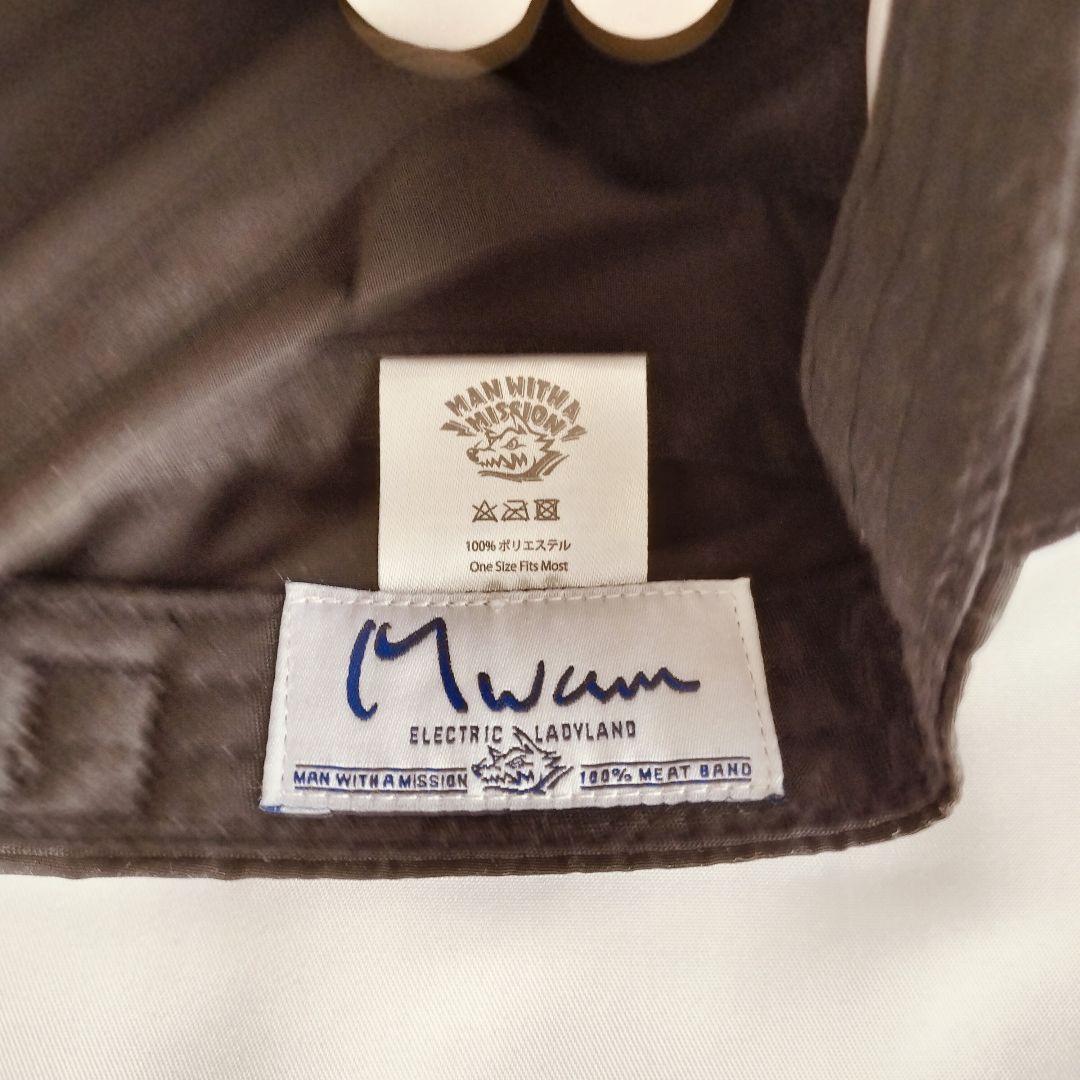 MAN WITH A
MISSION
100% ポリエステル
One Size Fits Most
Mwam
ELECTRIC LADYLAND
MAN WITH A MISSION 100% MEAT BAND